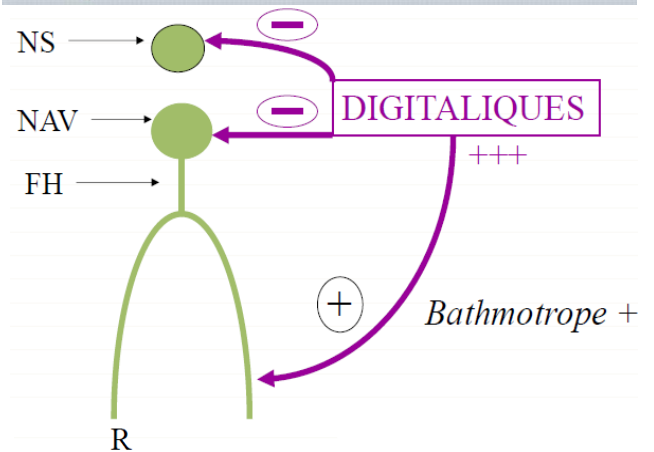 NS
−
DIGITALIQUES
−
NAV
+++
FH
+
Bathmotrope +
R